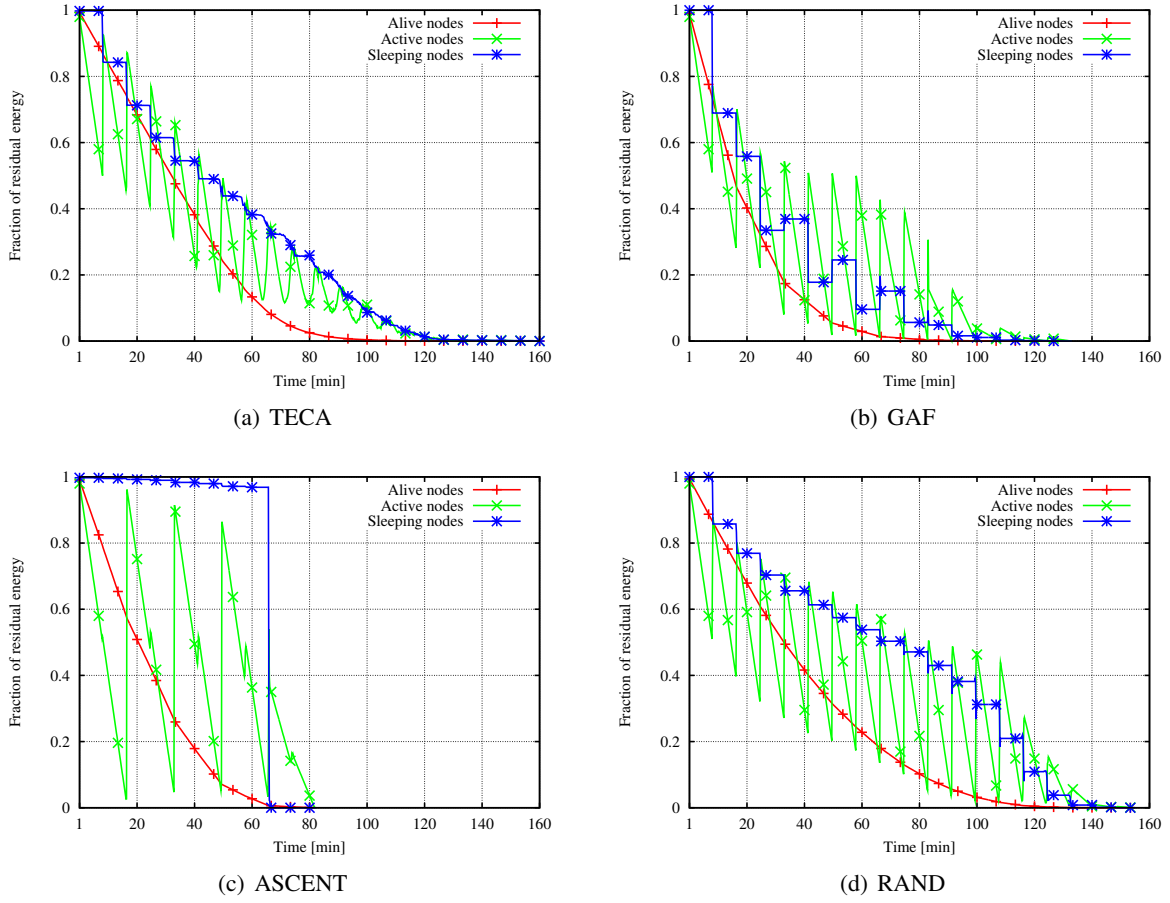 Fraction of residual energy
1
0.8
0.6
0.4
0.2
0
Alive nodes
Active nodes
Sleeping nodes
1 20 40 60 80 100 120 140 160
Time [min]
(a) TECA
Fraction of residual energy
1
0.8
0.6
0.4
0.2
0
Alive nodes
Active nodes
Sleeping nodes
1 20 40 60 80 100 120 140 160
Time [min]
(b) GAF
Fraction of residual energy
1
0.8
0.6
0.4
0.2
0
Alive nodes
Active nodes
Sleeping nodes
1 20 40 60 80 100 120 140 160
Time [min]
(c) ASCENT
Fraction of residual energy
1
0.8
0.6
0.4
0.2
0
Alive nodes
Active nodes
Sleeping nodes
1 20 40 60 80 100 120 140 160
Time [min]
(d) RAND